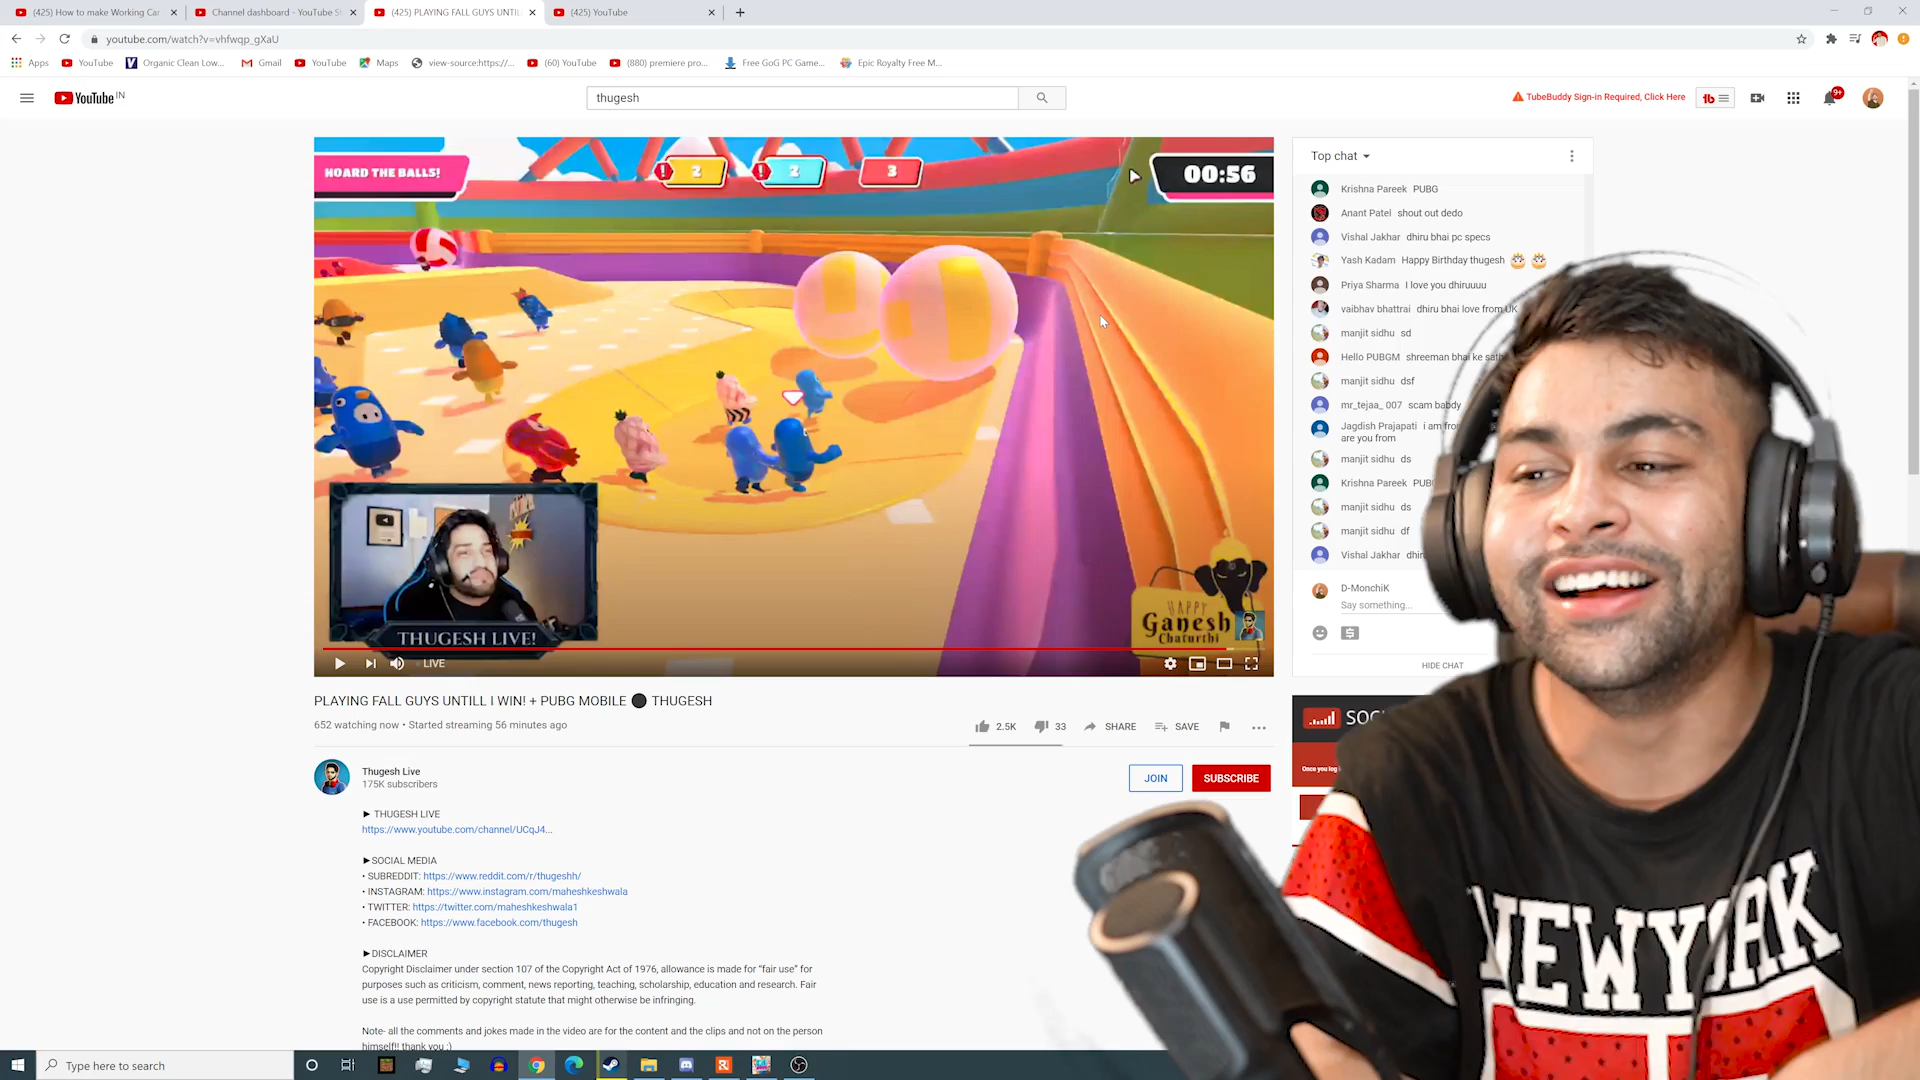 (425) How to make Working Car
Channel dashboard - YouTube St
(425) PLAYING FALL GUYS UNTIL
(425) YouTube
youtube.com/watch?v=vhfwqp_gXaU
Apps
YouTube
Organic Clean Low...
Gmail
YouTube
Maps
view-source:https://...
(60) YouTube
(880) premiere pro...
Free GoG PC Game...
Epic Royalty Free M...
YouTube IN
thugesh
TubeBuddy Sign-in Required, Click Here
tb
9+
HOARD THE BALLS!
! 2
! 2
3
00:56
THUGESH LIVE!
HAPPY
Ganesh
Chaturthi
LIVE
Top chat
Krishna Pareek PUBG
Anant Patel shout out dedo
Vishal Jakhar dhiru bhai pc specs
Yash Kadam Happy Birthday thugesh
Priya Sharma I love you dhiruuuu
vaibhav bhattrai dhiru bhai love from UK
manjit sidhu sd
Hello PUBGM shreeman bhai ke sath
manjit sidhu dsf
mr_tejaa_ 007 scam babdy
Jagdish Prajapati i am fro
are you from
manjit sidhu ds
Krishna Pareek PUB
manjit sidhu ds
manjit sidhu df
Vishal Jakhar dhir
D-MonchiK
Say something...
HIDE CHAT
PLAYING FALL GUYS UNTILL I WIN! + PUBG MOBILE ⚫ THUGESH
652 watching now • Started streaming 56 minutes ago
2.5K
33
SHARE
SAVE
Thugesh Live
175K subscribers
JOIN
SUBSCRIBE
► THUGESH LIVE
https://www.youtube.com/channel/UCqJ4...
►SOCIAL MEDIA
• SUBREDDIT: https://www.reddit.com/r/thugeshh/
• INSTAGRAM: https://www.instagram.com/maheshkeshwala
• TWITTER: https://twitter.com/maheshkeshwala1
• FACEBOOK: https://www.facebook.com/thugesh
►DISCLAIMER
Copyright Disclaimer under section 107 of the Copyright Act of 1976, allowance is made for "fair use" for
purposes such as criticism, comment, news reporting, teaching, scholarship, education and research. Fair
use is a use permitted by copyright statute that might otherwise be infringing.
Note- all the comments and jokes made in the video are for the content and the clips and not on the person
himself!! thank you :)
SOCI
Once you log
NEWYORK
Type here to search